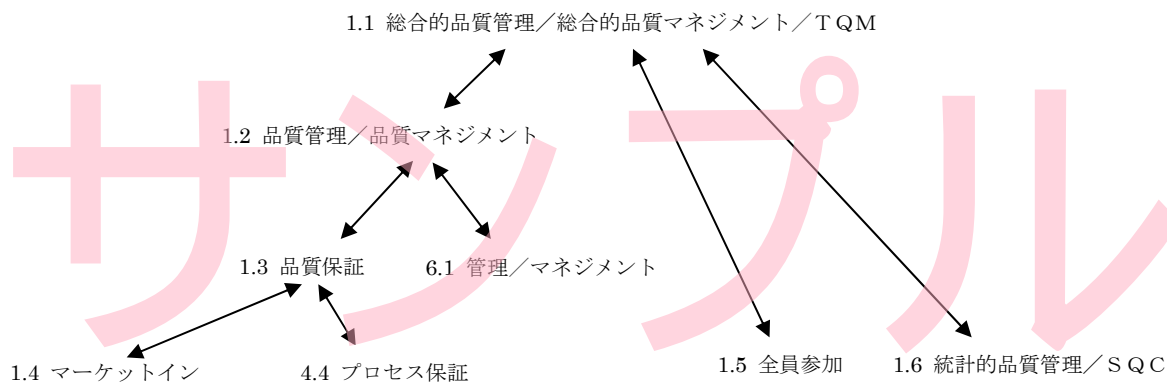 1.1 総合的品質管理／総合的品質マネジメント／ＴＱＭ
1.2 品質管理／品質マネジメント
1.3 品質保証
6.1 管理／マネジメント
1.4 マーケットイン
4.4 プロセス保証
1.5 全員参加
1.6 統計的品質管理／ＳＱＣ
サンプル